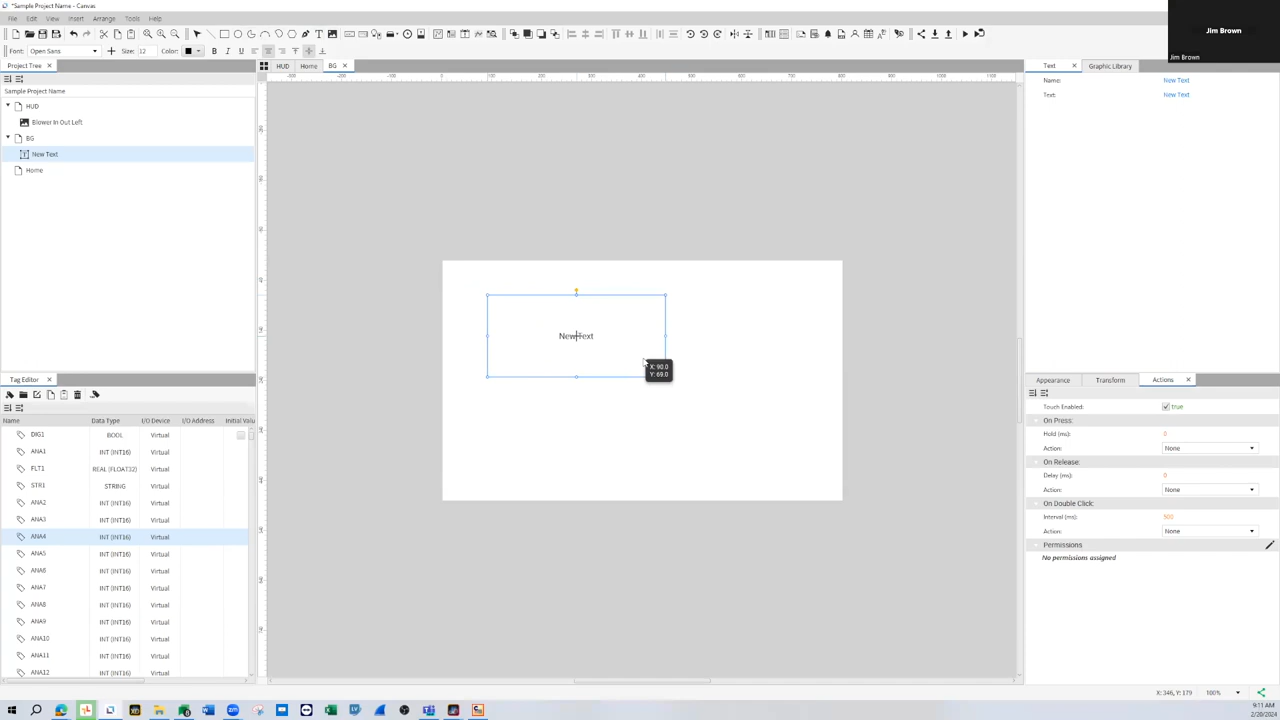 *Sample Project Name - Canvas
File Edit View Insert Arrange Tools Help
Jim Brown
Jim Brown
Font: Open Sans Size: 12 Color: B I U
Project Tree
Sample Project Name
HUD
Blower In Out Left
BG
New Text
Home
HUD Home BG
New Text
X: 90.0
Y: 69.0
Text Graphic Library
Name: New Text
Text: New Text
Tag Editor
Name Data Type I/O Device I/O Address Initial Valu
DIG1 BOOL Virtual
ANA1 INT (INT16) Virtual
FLT1 REAL (FLOAT32) Virtual
STR1 STRING Virtual
ANA2 INT (INT16) Virtual
ANA3 INT (INT16) Virtual
ANA4 INT (INT16) Virtual
ANA5 INT (INT16) Virtual
ANA6 INT (INT16) Virtual
ANA7 INT (INT16) Virtual
ANA8 INT (INT16) Virtual
ANA9 INT (INT16) Virtual
ANA10 INT (INT16) Virtual
ANA11 INT (INT16) Virtual
ANA12 INT (INT16) Virtual
Appearance Transform Actions
Touch Enabled: true
On Press:
Hold (ms): 0
Action: None
On Release:
Delay (ms): 0
Action: None
On Double Click:
Interval (ms): 500
Action: None
Permissions
No permissions assigned
X: 346, Y: 179 100%
9:11 AM
2/20/2024